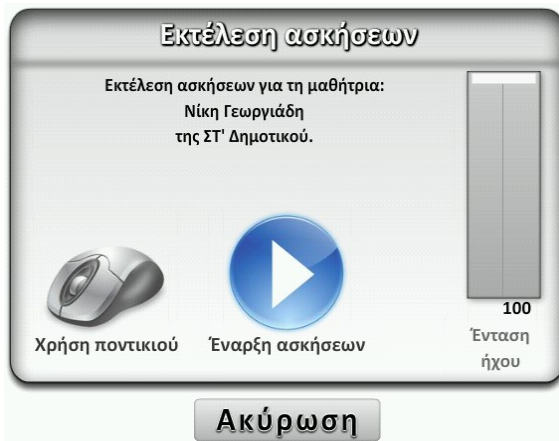 Εκτέλεση ασκήσεων
Εκτέλεση ασκήσεων για τη μαθήτρια:
Νίκη Γεωργιάδη
της ΣΤ' Δημοτικού.
100
Χρήση ποντικιού
Έναρξη ασκήσεων
Ένταση
ήχου
Ακύρωση